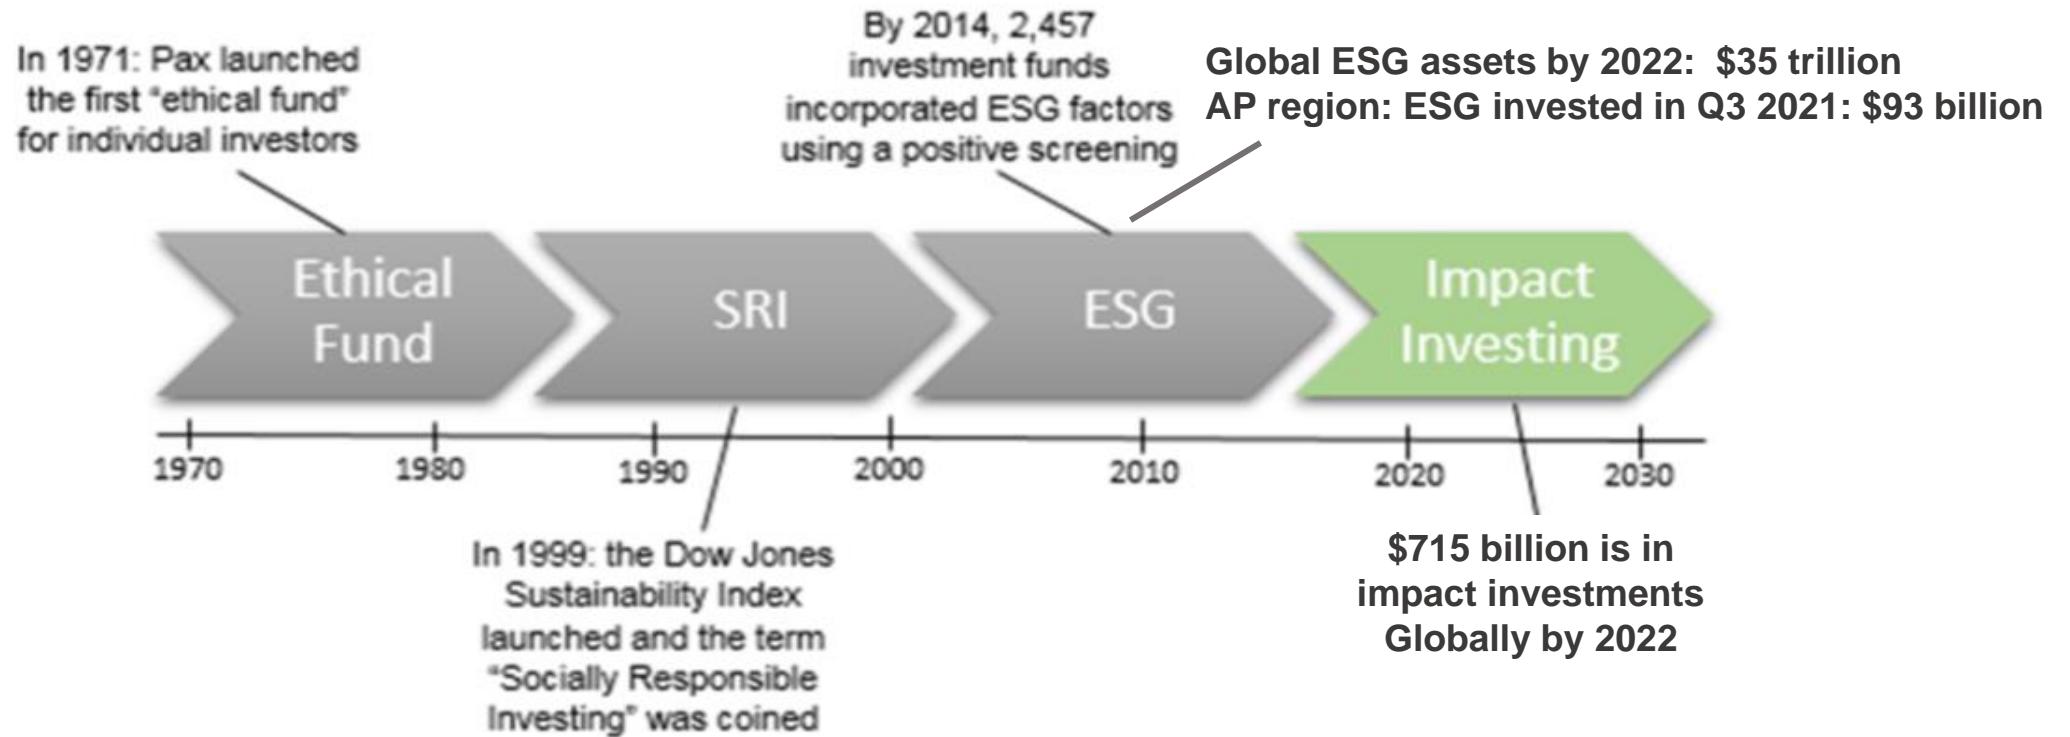 In 1971: Pax launched
the first “ethical fund”
for individual investors
By 2014, 2,457
investment funds
incorporated ESG factors
using a positive screening
Global ESG assets by 2022:  $35 trillion
AP region: ESG invested in Q3 2021: $93 billion
Ethical
Fund
SRI
ESG
Impact
Investing
1970
1980
1990
2000
2010
2020
2030
In 1999: the Dow Jones
Sustainability Index
launched and the term
“Socially Responsible
Investing” was coined
$715 billion is in
impact investments
Globally by 2022